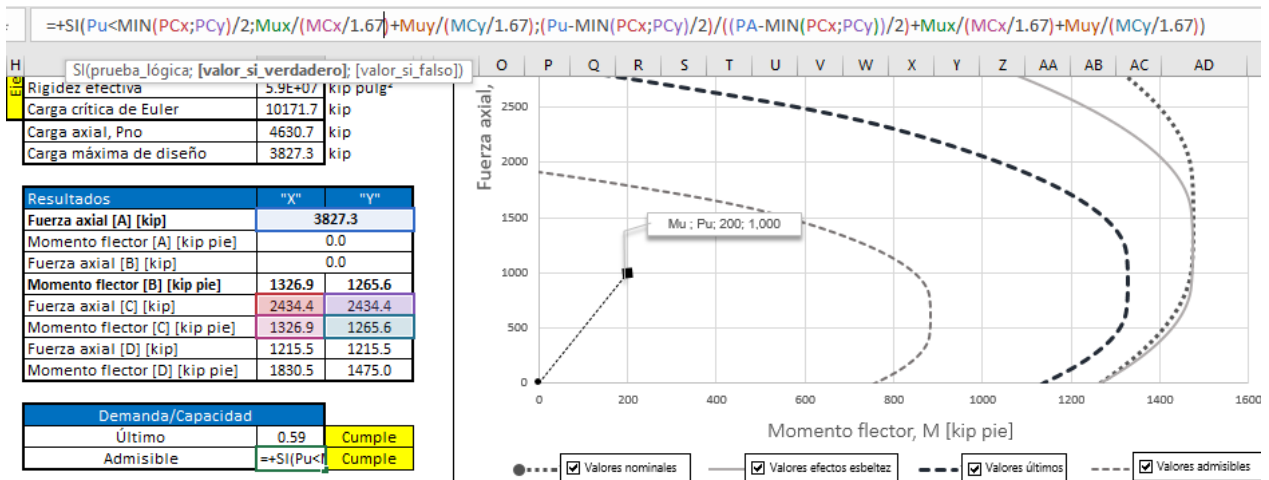 =+SI(Pu<MIN(PCx;PCy)/2;Mux/(MCx/1.67)+Muy/(MCy/1.67);(Pu-MIN(PCx;PCy)/2)/((PA-MIN(PCx;PCy))/2)+Mux/(MCx/1.67)+Muy/(MCy/1.67))
SI(prueba_lógica; [valor_si_verdadero]; [valor_si_falso])
H O P Q R S T U V W X Y Z AA AB AC AD
Rigidez efectiva 5.9E+07 kip pulg²
Carga crítica de Euler 10171.7 kip
Carga axial, Pno 4630.7 kip
Carga máxima de diseño 3827.3 kip
Resultados "X" "Y"
Fuerza axial [A] [kip] 3827.3
Momento flector [A] [kip pie] 0.0
Fuerza axial [B] [kip] 0.0
Momento flector [B] [kip pie] 1326.9 1265.6
Fuerza axial [C] [kip] 2434.4 2434.4
Momento flector [C] [kip pie] 1326.9 1265.6
Fuerza axial [D] [kip] 1215.5 1215.5
Momento flector [D] [kip pie] 1830.5 1475.0
Demanda/Capacidad
Último 0.59 Cumple
Admisible =+SI(Pu< Cumple
Fuerza axial,
2500
2000
1500
1000
500
0
Mu ; Pu; 200; 1,000
0 200 400 600 800 1000 1200 1400 1600
Momento flector, M [kip pie]
Valores nominales Valores efectos esbeltez Valores últimos Valores admisibles